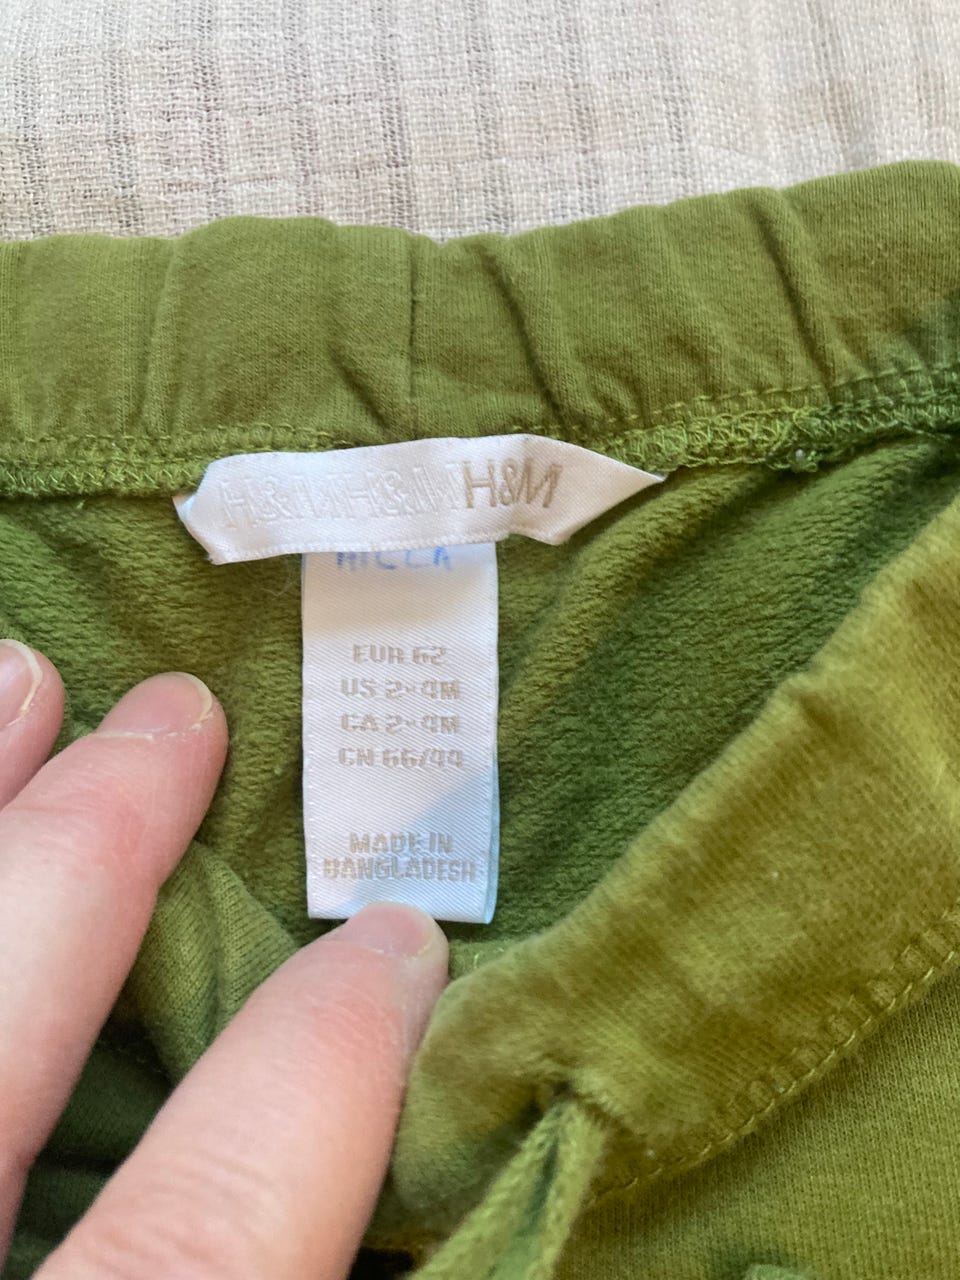 H&MH&MH&M
EUR 62
US 2-4M
CA 2-4M
CN 66/44
MADE IN
BANGLADESH